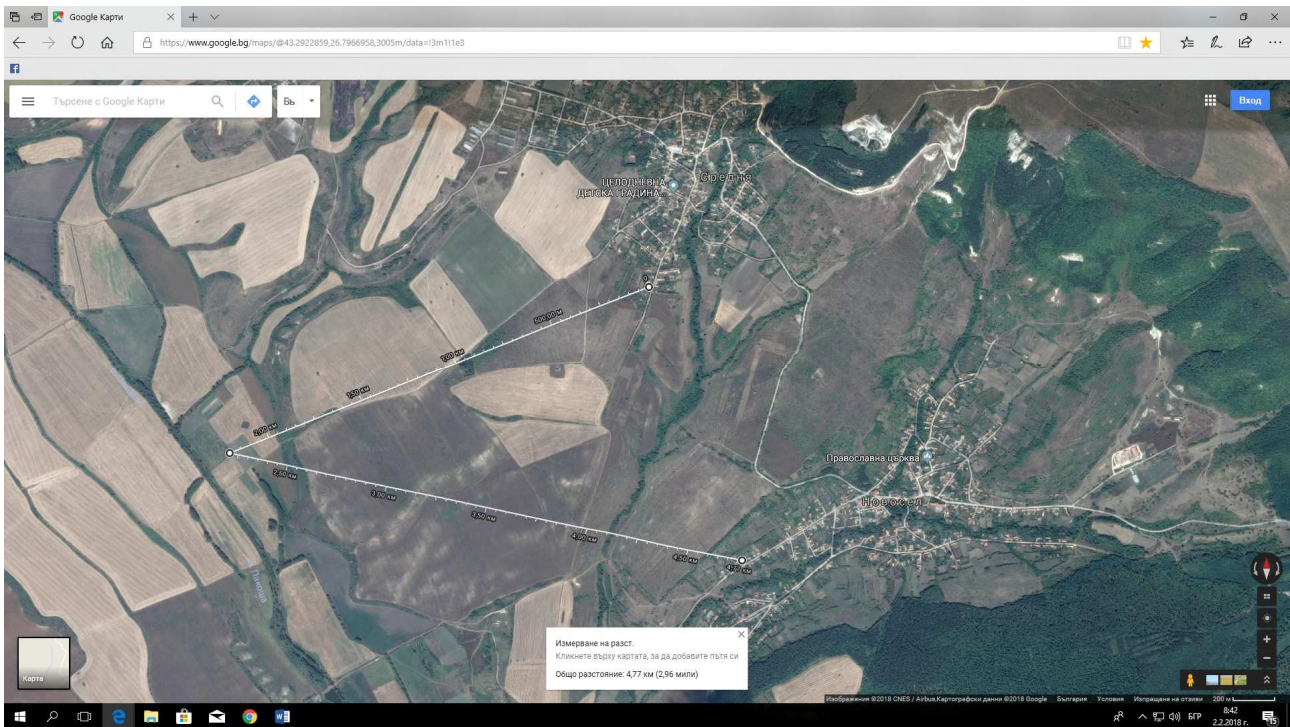 Google Карти
https://www.google.bg/maps/@43.2922859,26.7966958,3005m/data=!3m1!1e3
Търсене с Google Карти
Бь
Вход
Средня
ЦЕЛОДНЕВНА
ДЕТСКА ГРАДИНА...
0
500,00 м
1,00 км
1,50 км
2,00 км
2,50 км
3,00 км
3,50 км
4,00 км
4,50 км
4,77 км
Православна църква
Новосел
Измерване на разст.
Кликнете върху картата, за да добавите пътя си
Общо разстояние: 4,77 км (2,96 мили)
Карта
Изображения ©2018 CNES / Airbus,Картографски данни ©2018 Google България Условия Изпращане на отзиви 200 м
БГР
8:42
2.2.2018 г.
15